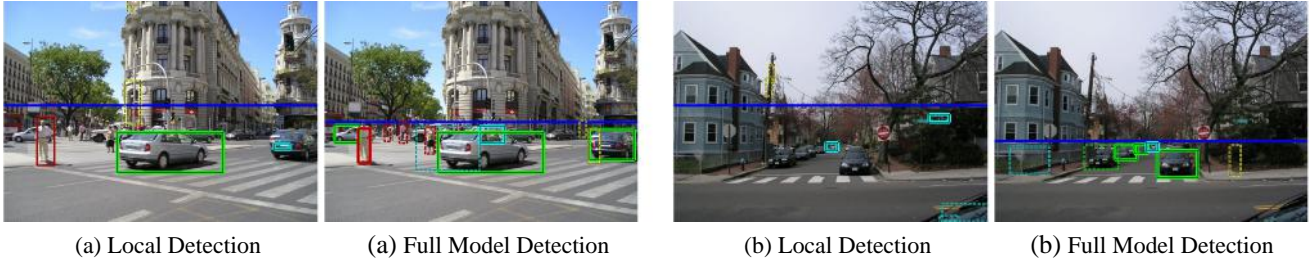 (a) Local Detection
(a) Full Model Detection
(b) Local Detection
(b) Full Model Detection